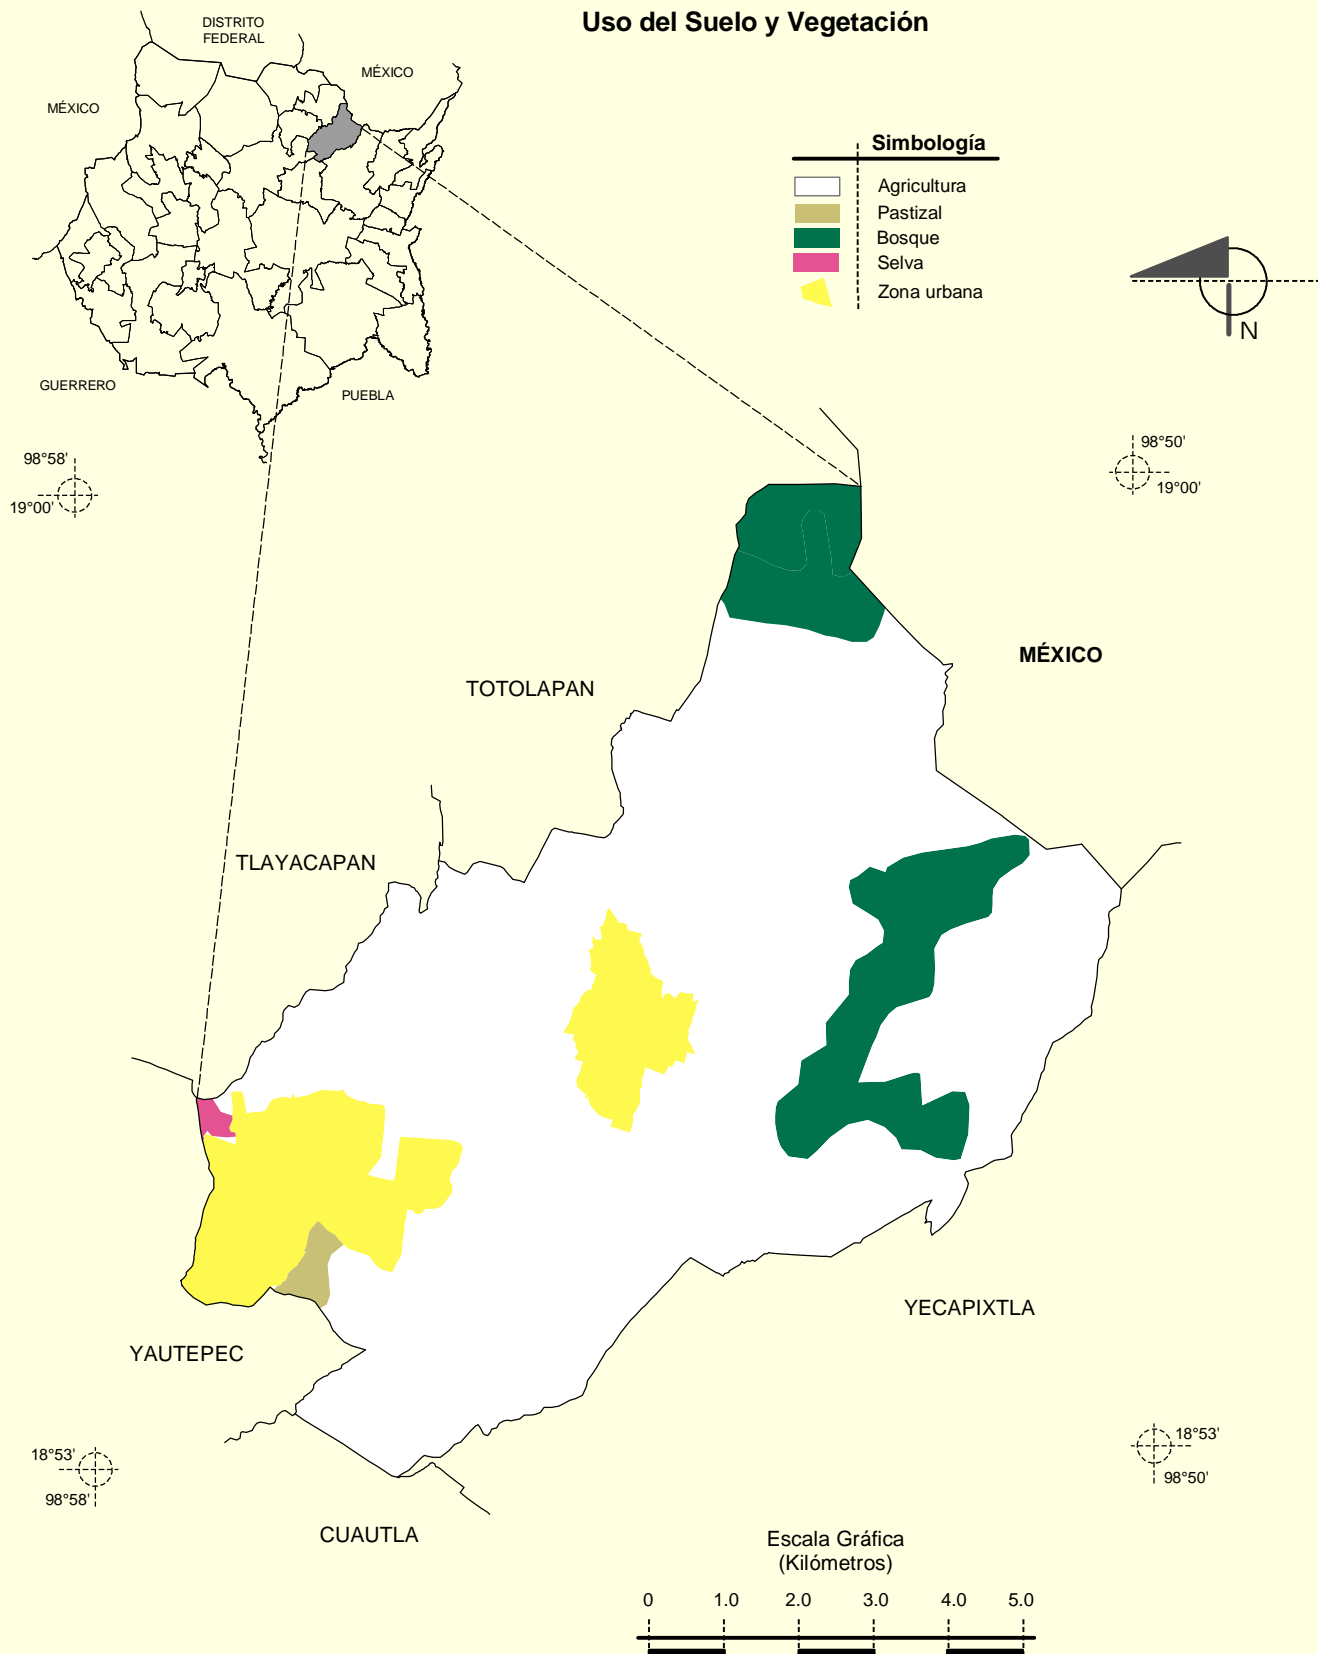 Uso del Suelo y Vegetación
DISTRITO
FEDERAL
MÉXICO
MÉXICO
GUERRERO
PUEBLA
Simbología
Agricultura
Pastizal
Bosque
Selva
Zona urbana
N
98°58'
19°00'
98°50'
19°00'
MÉXICO
TOTOLAPAN
TLAYACAPAN
YECAPIXTLA
YAUTEPEC
CUAUTLA
18°53'
98°58'
18°53'
98°50'
Escala Gráfica
(Kilómetros)
0 1.0 2.0 3.0 4.0 5.0